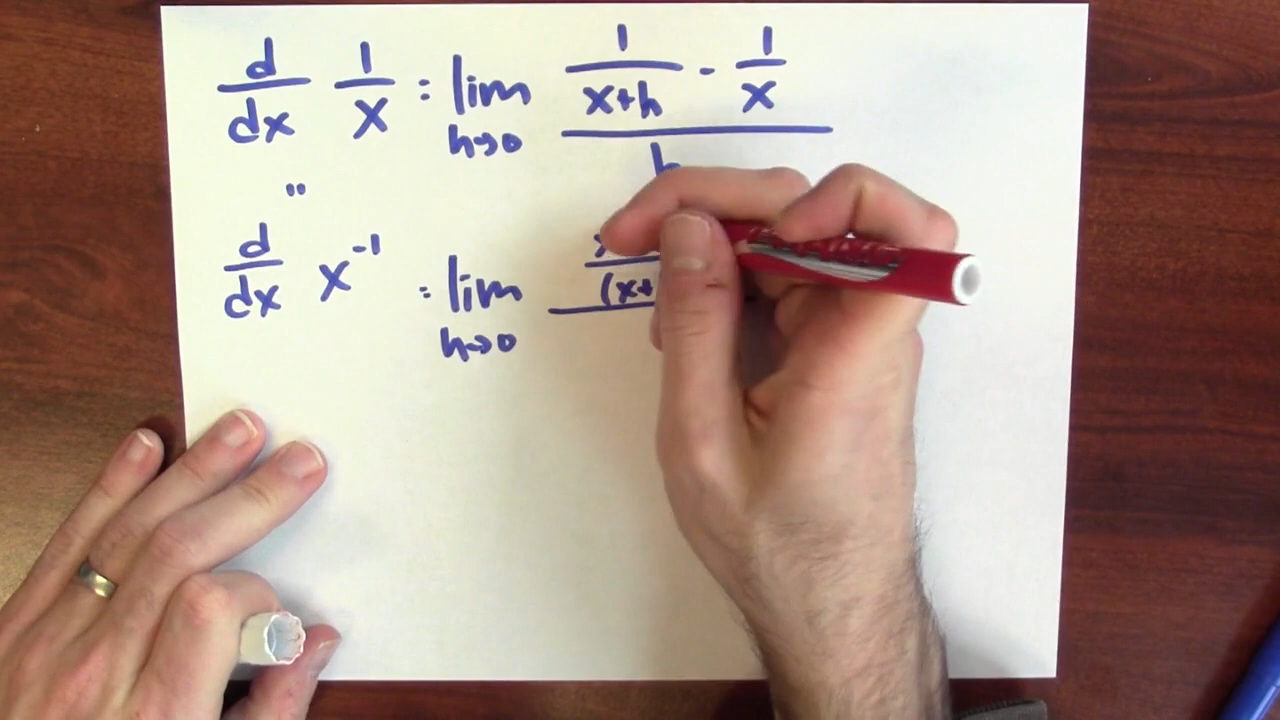 d/dx 1/x = lim h→0 (1/(x+h) - 1/x)/h
"
d/dx x^-1 = lim h→0 (x+